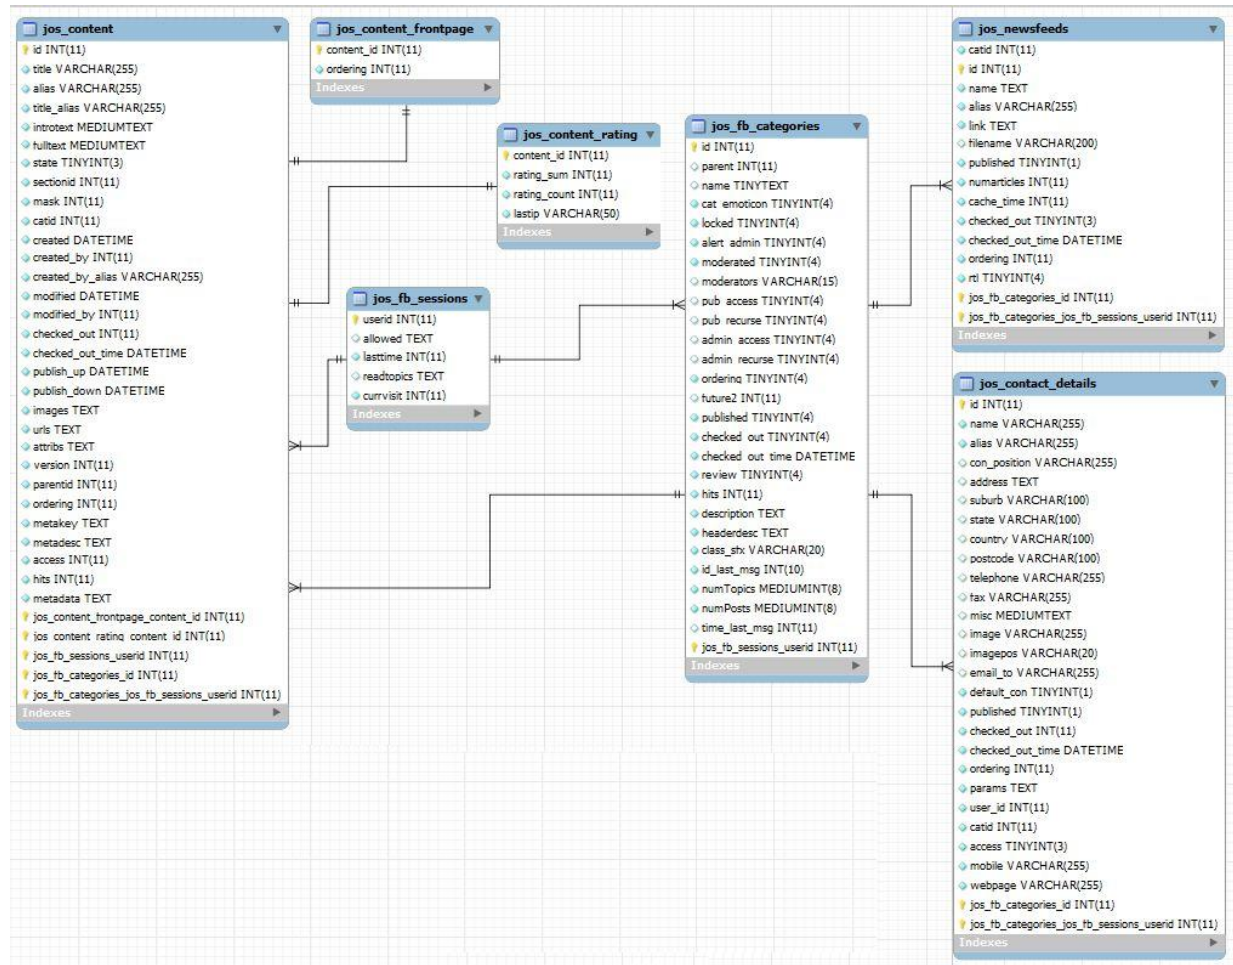 jos_content
id INT(11)
title VARCHAR(255)
alias VARCHAR(255)
title_alias VARCHAR(255)
introtext MEDIUMTEXT
fulltext MEDIUMTEXT
state TINYINT(3)
sectionid INT(11)
mask INT(11)
catid INT(11)
created DATETIME
created_by INT(11)
created_by_alias VARCHAR(255)
modified DATETIME
modified_by INT(11)
checked_out INT(11)
checked_out_time DATETIME
publish_up DATETIME
publish_down DATETIME
images TEXT
urls TEXT
attribs TEXT
version INT(11)
parentid INT(11)
ordering INT(11)
metakey TEXT
metadesc TEXT
access INT(11)
hits INT(11)
metadata TEXT
jos_content_frontpage_content_id INT(11)
jos_content_rating_content_id INT(11)
jos_fb_sessions_userid INT(11)
jos_fb_categories_id INT(11)
jos_fb_categories_jos_fb_sessions_userid INT(11)
Indexes
jos_content_frontpage
content_id INT(11)
ordering INT(11)
Indexes
jos_content_rating
content_id INT(11)
rating_sum INT(11)
rating_count INT(11)
lastip VARCHAR(50)
Indexes
jos_fb_sessions
userid INT(11)
allowed TEXT
lasttime INT(11)
readtopics TEXT
currvisit INT(11)
Indexes
jos_fb_categories
id INT(11)
parent INT(11)
name TINYTEXT
cat_emoticon TINYINT(4)
locked TINYINT(4)
alert_admin TINYINT(4)
moderated TINYINT(4)
moderators VARCHAR(15)
pub_access TINYINT(4)
pub_recurse TINYINT(4)
admin_access TINYINT(4)
admin_recurse TINYINT(4)
ordering TINYINT(4)
future2 INT(11)
published TINYINT(4)
checked_out TINYINT(4)
checked_out_time DATETIME
review TINYINT(4)
hits INT(11)
description TEXT
headerdesc TEXT
class_sfx VARCHAR(20)
id_last_msg INT(10)
numTopics MEDIUMINT(8)
numPosts MEDIUMINT(8)
time_last_msg INT(11)
jos_fb_sessions_userid INT(11)
Indexes
jos_newsfeeds
catid INT(11)
id INT(11)
name TEXT
alias VARCHAR(255)
link TEXT
filename VARCHAR(200)
published TINYINT(1)
numarticles INT(11)
cache_time INT(11)
checked_out TINYINT(3)
checked_out_time DATETIME
ordering INT(11)
rtl TINYINT(4)
jos_fb_categories_id INT(11)
jos_fb_categories_jos_fb_sessions_userid INT(11)
Indexes
jos_contact_details
id INT(11)
name VARCHAR(255)
alias VARCHAR(255)
con_position VARCHAR(255)
address TEXT
suburb VARCHAR(100)
state VARCHAR(100)
country VARCHAR(100)
postcode VARCHAR(100)
telephone VARCHAR(255)
fax VARCHAR(255)
misc MEDIUMTEXT
image VARCHAR(255)
imagepos VARCHAR(20)
email_to VARCHAR(255)
default_con TINYINT(1)
published TINYINT(1)
checked_out INT(11)
checked_out_time DATETIME
ordering INT(11)
params TEXT
user_id INT(11)
catid INT(11)
access TINYINT(3)
mobile VARCHAR(255)
webpage VARCHAR(255)
jos_fb_categories_id INT(11)
jos_fb_categories_jos_fb_sessions_userid INT(11)
Indexes